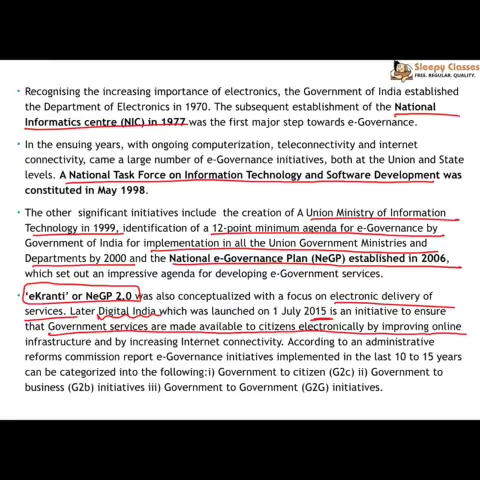 Sleepy Classes
FREE. REGULAR. QUALITY.
• Recognising the increasing importance of electronics, the Government of India established
the Department of Electronics in 1970. The subsequent establishment of the National
Informatics centre (NIC) in 1977 was the first major step towards e-Governance.
• In the ensuing years, with ongoing computerization, teleconnectivity and internet
connectivity, came a large number of e-Governance initiatives, both at the Union and State
levels. A National Task Force on Information Technology and Software Development was
constituted in May 1998.
• The other significant initiatives include the creation of A Union Ministry of Information
Technology in 1999, identification of a 12-point minimum agenda for e-Governance by
Government of India for implementation in all the Union Government Ministries and
Departments by 2000 and the National e-Governance Plan (NeGP) established in 2006,
which set out an impressive agenda for developing e-Government services.
• ‘eKranti’ or NeGP 2.0 was also conceptualized with a focus on electronic delivery of
services. Later Digital India which was launched on 1 July 2015 is an initiative to ensure
that Government services are made available to citizens electronically by improving online
infrastructure and by increasing Internet connectivity. According to an administrative
reforms commission report e-Governance initiatives implemented in the last 10 to 15 years
can be categorized into the following:i) Government to citizen (G2c) ii) Government to
business (G2b) initiatives iii) Government to Government (G2G) initiatives.